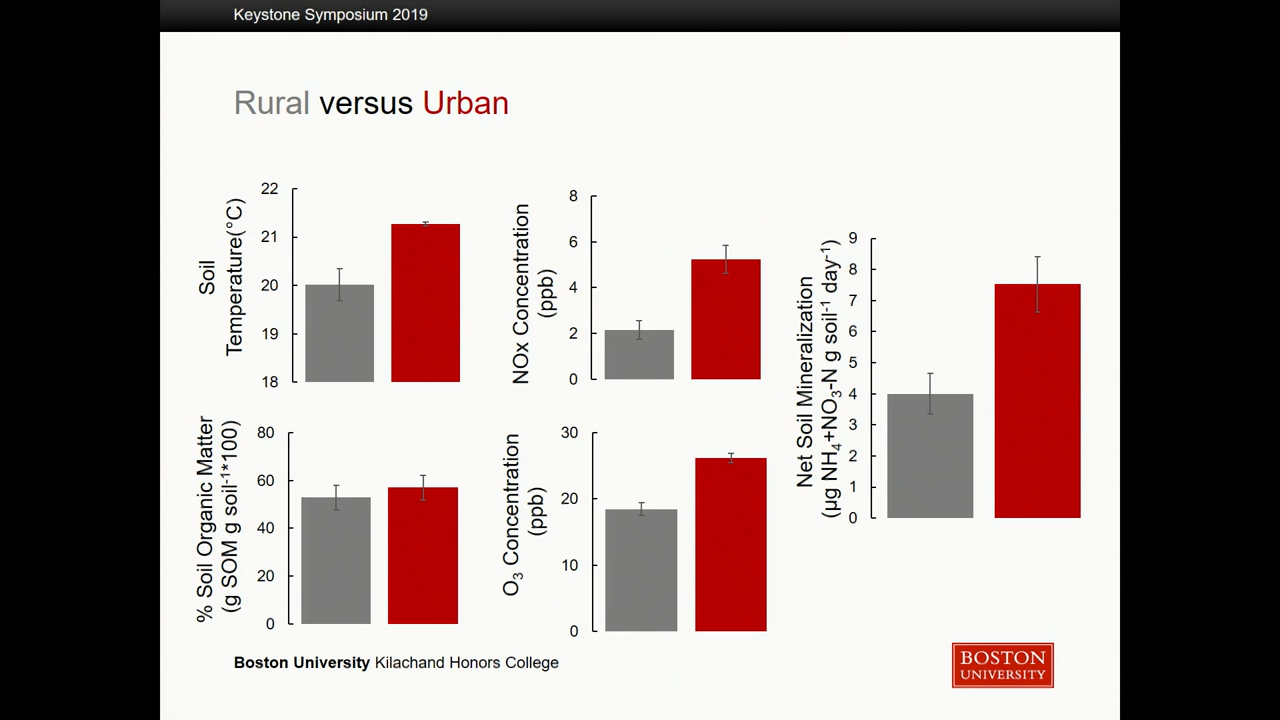 Keystone Symposium 2019
Rural versus Urban
Soil
Temperature(°C)
22
21
20
19
18
NOx Concentration
(ppb)
8
6
4
2
0
Net Soil Mineralization
(µg NH₄+NO₃-N g soil⁻¹ day⁻¹)
9
8
7
6
5
4
3
2
1
0
% Soil Organic Matter
(g SOM g soil⁻¹*100)
80
60
40
20
0
O₃ Concentration
(ppb)
30
20
10
0
Boston University Kilachand Honors College
BOSTON
UNIVERSITY